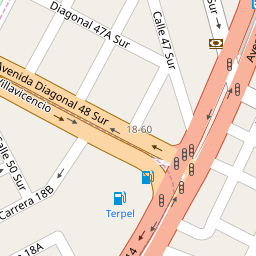 Diagonal 47A Sur
Calle 47 Sur
Avenida Diagonal 48 Sur
Villavicencio
18-60
Calle 50 Sur
Carrera 18B
Terpel
18A